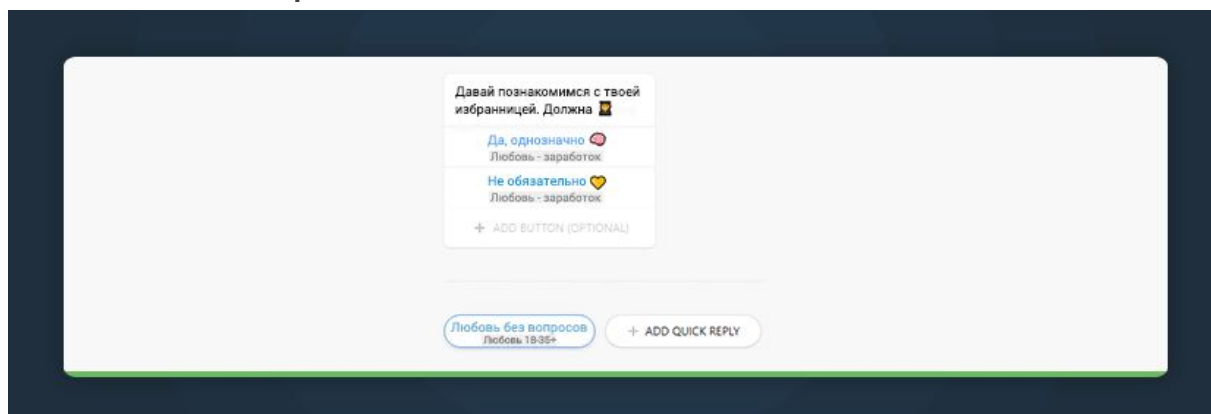 Давай познакомимся с твоей
избранницей. Должна 👩‍🎓
Да, однозначно 🧠
Любовь - заработок
Не обязательно 💛
Любовь - заработок
+ ADD BUTTON (OPTIONAL)
Любовь без вопросов
Любовь 18-35+
+ ADD QUICK REPLY